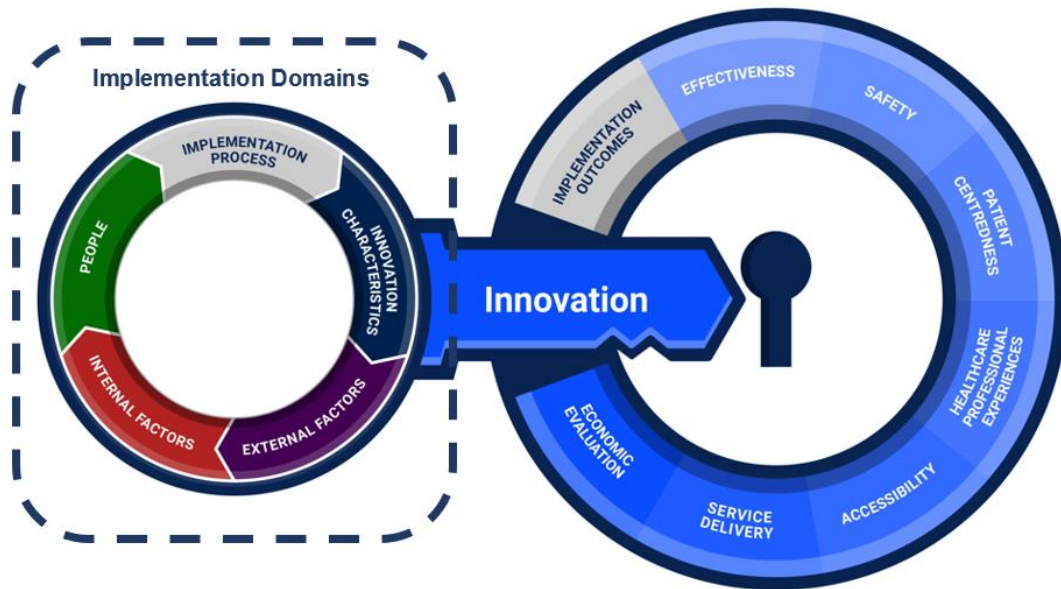 Implementation Domains
IMPLEMENTATION
PROCESS
INNOVATION
CHARACTERISTICS
EXTERNAL FACTORS
INTERNAL FACTORS
PEOPLE
Innovation
IMPLEMENTATION
OUTCOMES
EFFECTIVENESS
SAFETY
PATIENT
CENTREDNESS
HEALTHCARE
PROFESSIONAL
EXPERIENCES
ACCESSIBILITY
SERVICE
DELIVERY
ECONOMIC
EVALUATION